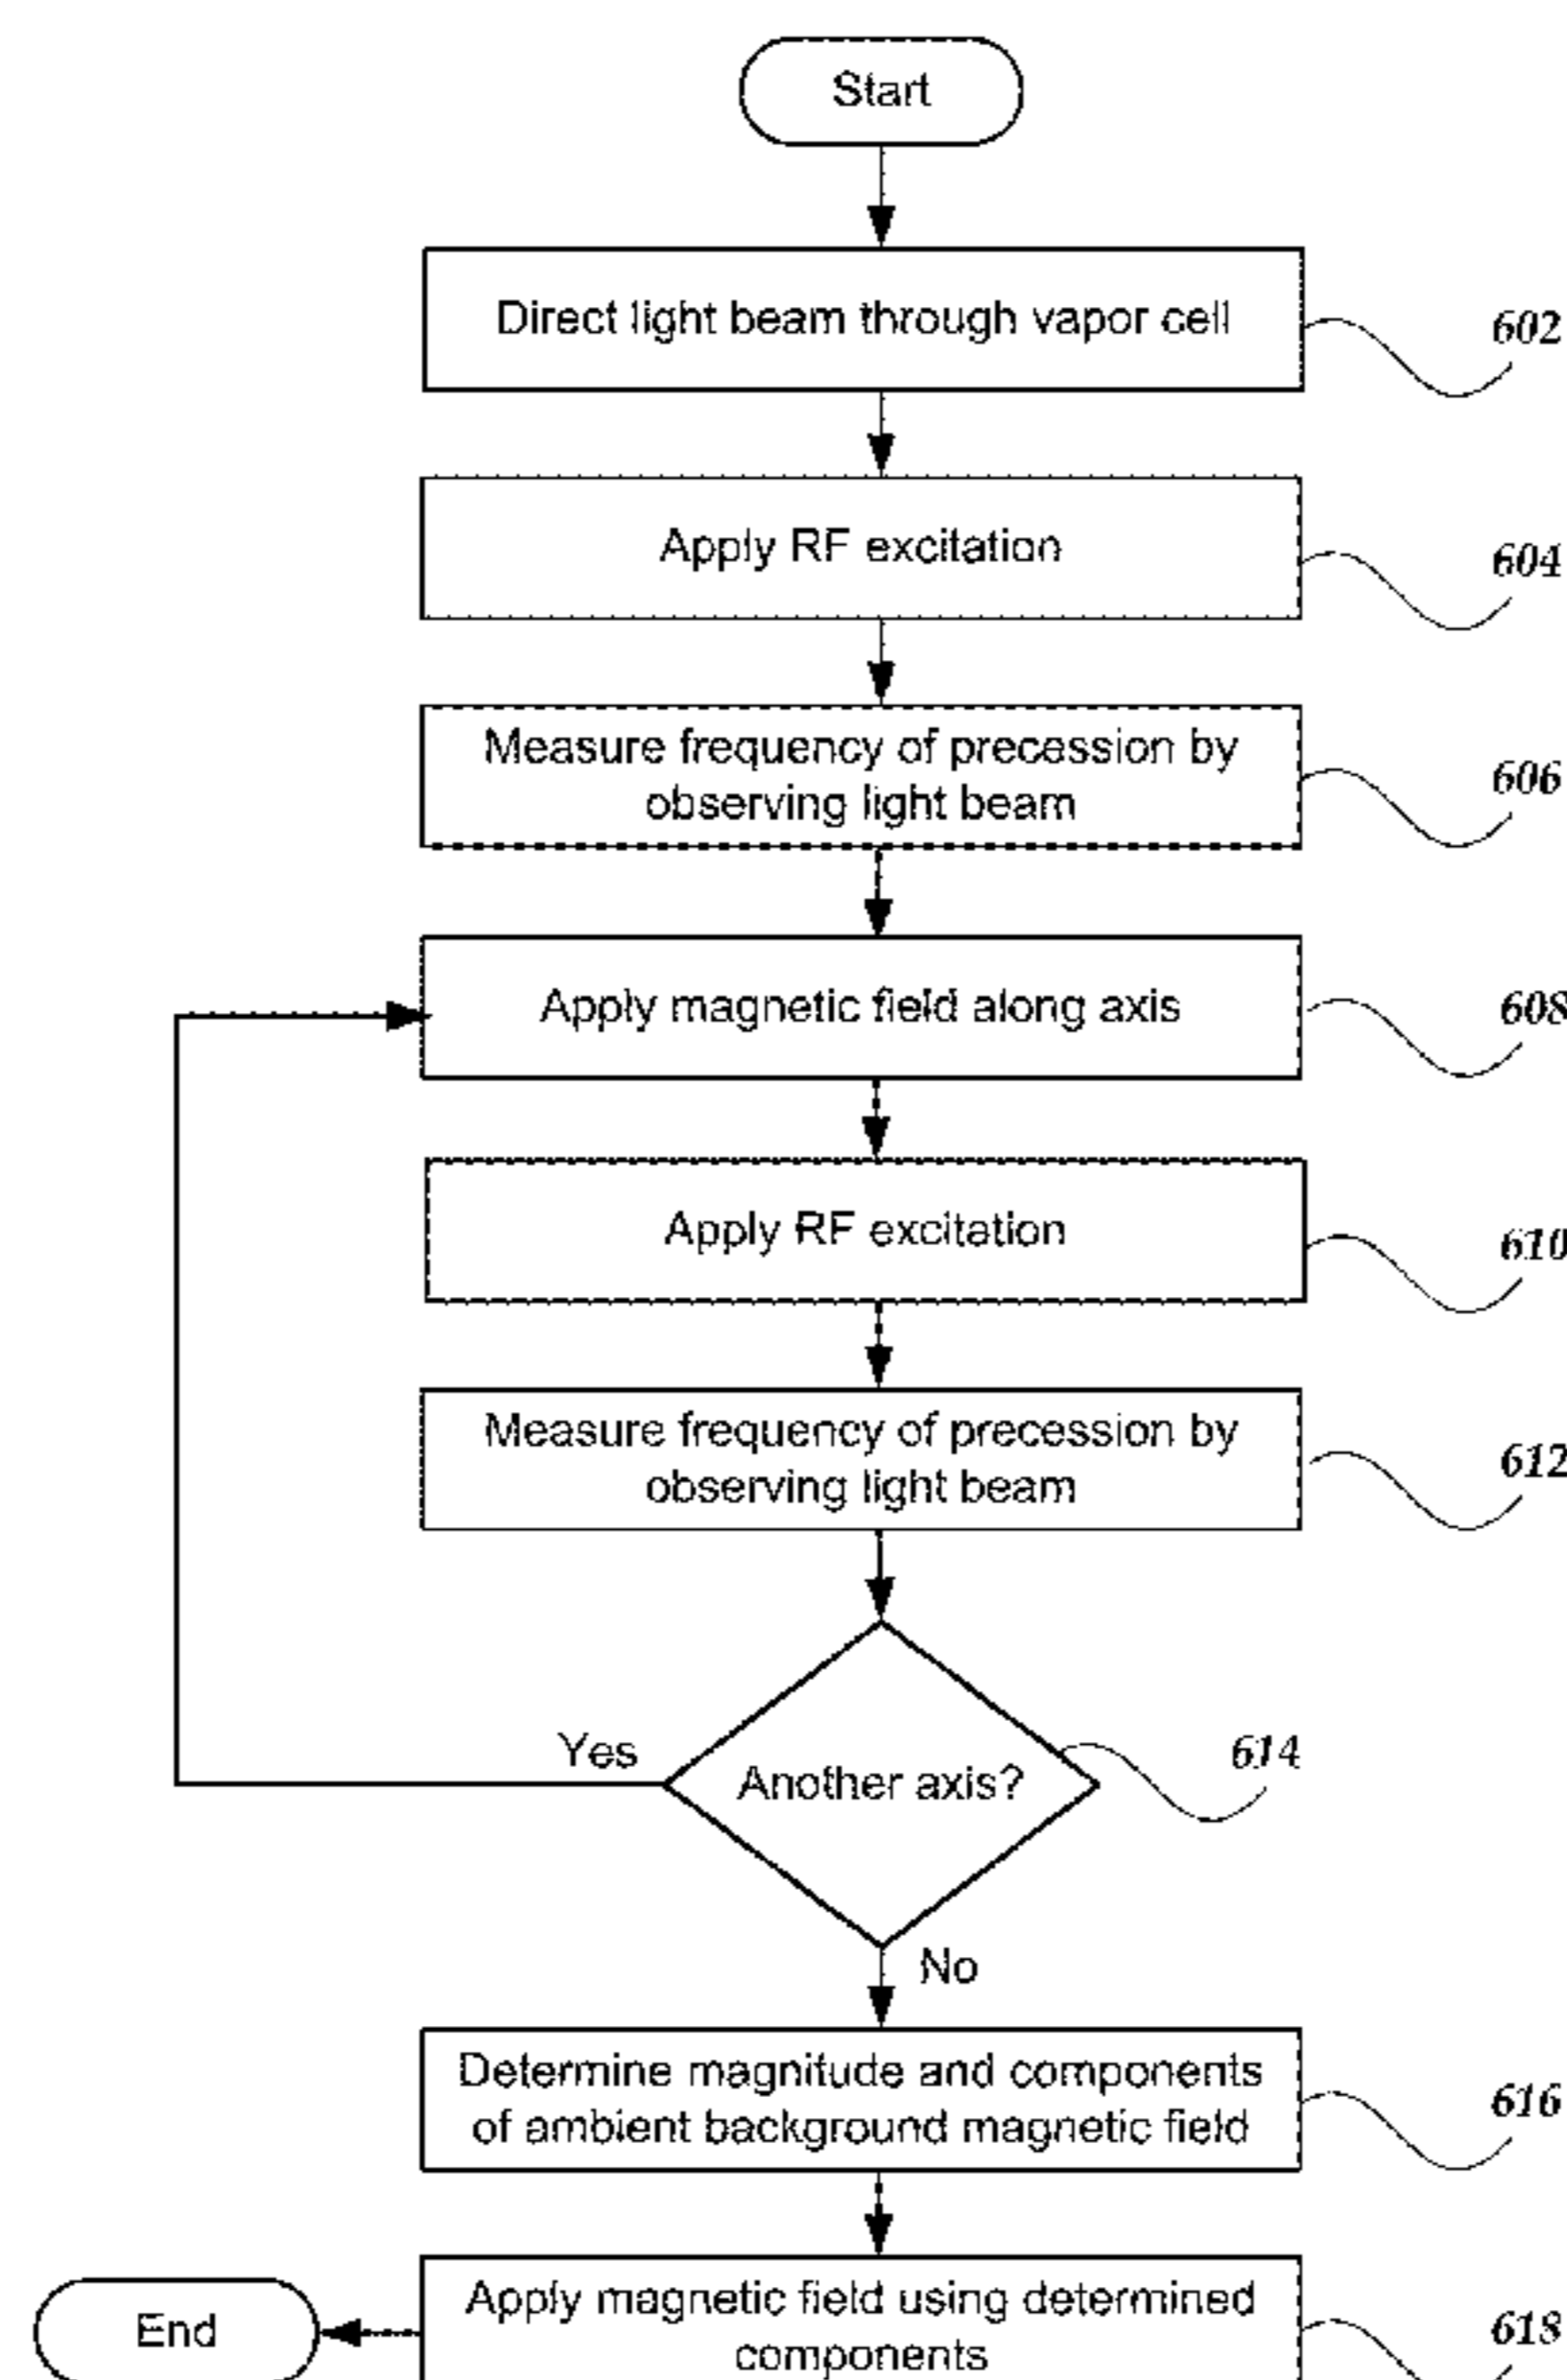 Start
Direct light beam through vapor cell
602
Apply RF excitation
604
Measure frequency of precession by
observing light beam
606
Apply magnetic field along axis
608
Apply RF excitation
610
Measure frequency of precession by
observing light beam
612
Yes
Another axis?
614
No
Determine magnitude and components
of ambient background magnetic field
616
End
Apply magnetic field using determined
components
618